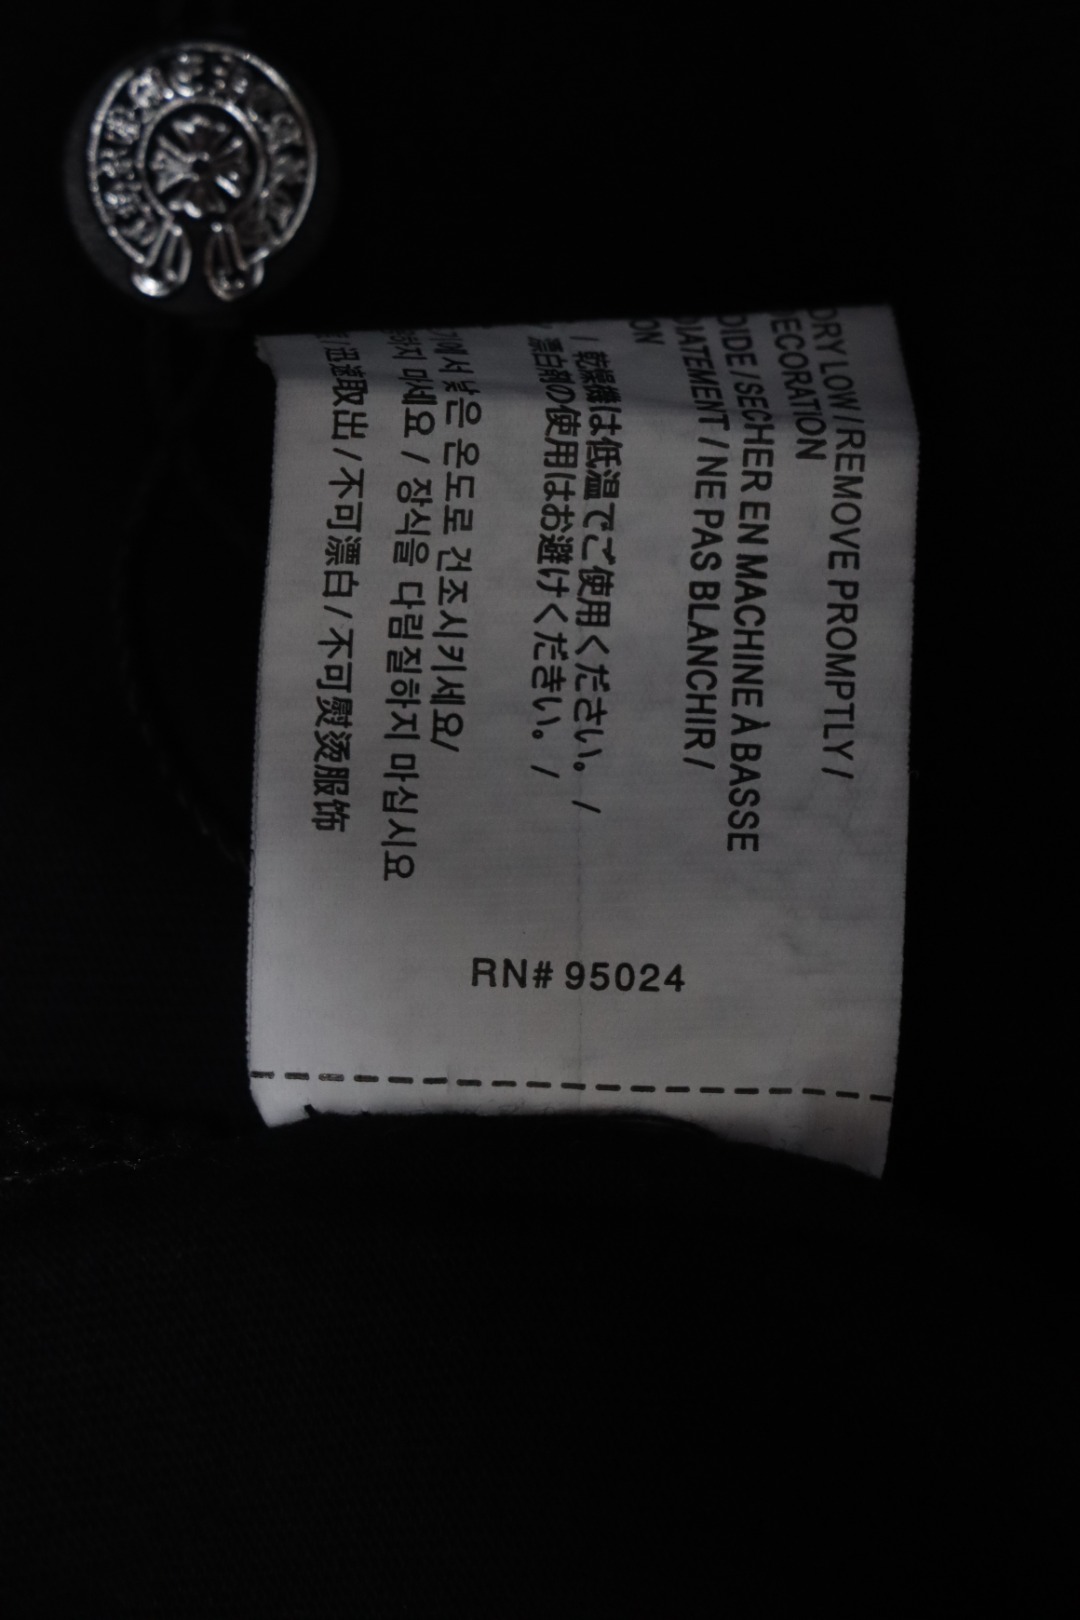 DRY LOW / REMOVE PROMPTLY /
DECORATION
DIDE / SECHER EN MACHINE À BASSE
DIATEMENT / NE PAS BLANCHIR /
ON
/ 乾燥機は低温でご使用ください。 /
漂白剤の使用はお避けください。 /
기에서 낮은 온도로 건조시키세요/
하지 마세요 / 장식을 다림질하지 마십시요
/ 迅速取出 / 不可漂白 / 不可熨烫服饰
RN# 95024